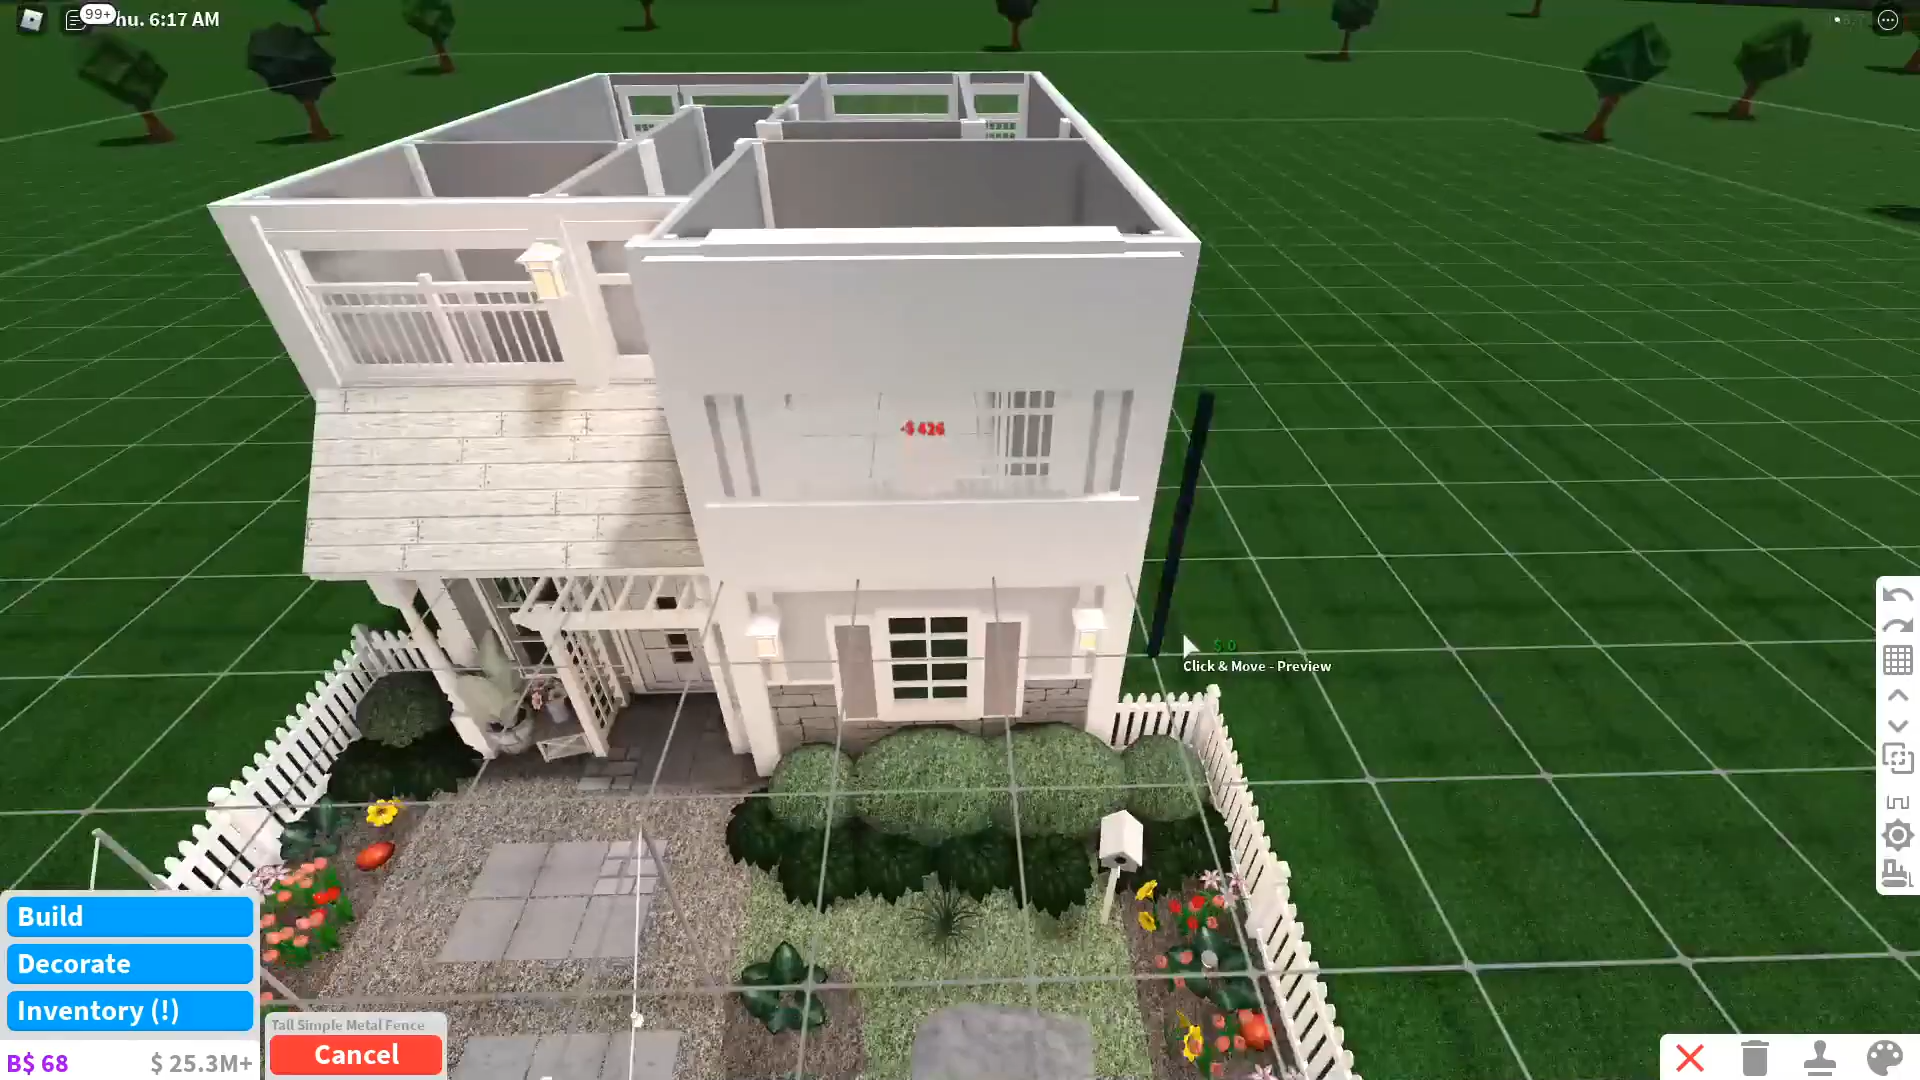 99+
hu. 6:17 AM
-$ 426
$ 0
Click & Move - Preview
Build
Decorate
Inventory (!)
Tall Simple Metal Fence
Cancel
B$ 68
$ 25.3M+